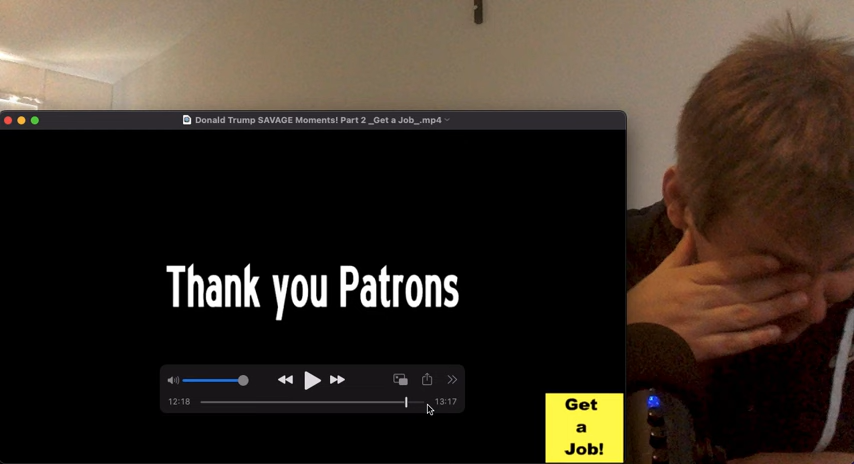 Donald Trump SAVAGE Moments! Part 2 _Get a Job_.mp4
Thank you Patrons
12:18
13:17
Get
a
Job!